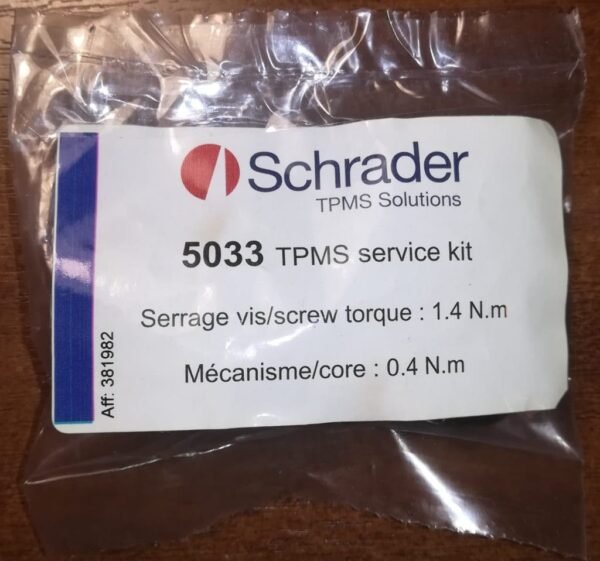 Schrader
TPMS Solutions
5033 TPMS service kit
Serrage vis/screw torque : 1.4 N.m
Mécanisme/core : 0.4 N.m
Aff: 381982